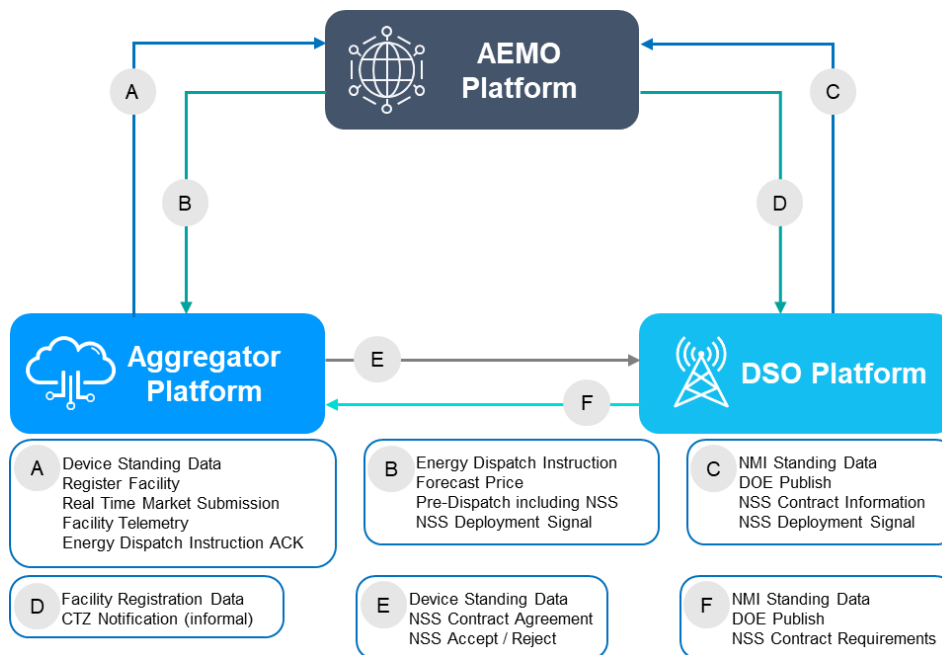 AEMO
Platform
A
C
B
D
Aggregator
Platform
E
DSO Platform
F
A
Device Standing Data
Register Facility
Real Time Market Submission
Facility Telemetry
Energy Dispatch Instruction ACK
B
Energy Dispatch Instruction
Forecast Price
Pre-Dispatch including NSS
NSS Deployment Signal
C
NMI Standing Data
DOE Publish
NSS Contract Information
NSS Deployment Signal
D
Facility Registration Data
CTZ Notification (informal)
E
Device Standing Data
NSS Contract Agreement
NSS Accept / Reject
F
NMI Standing Data
DOE Publish
NSS Contract Requirements